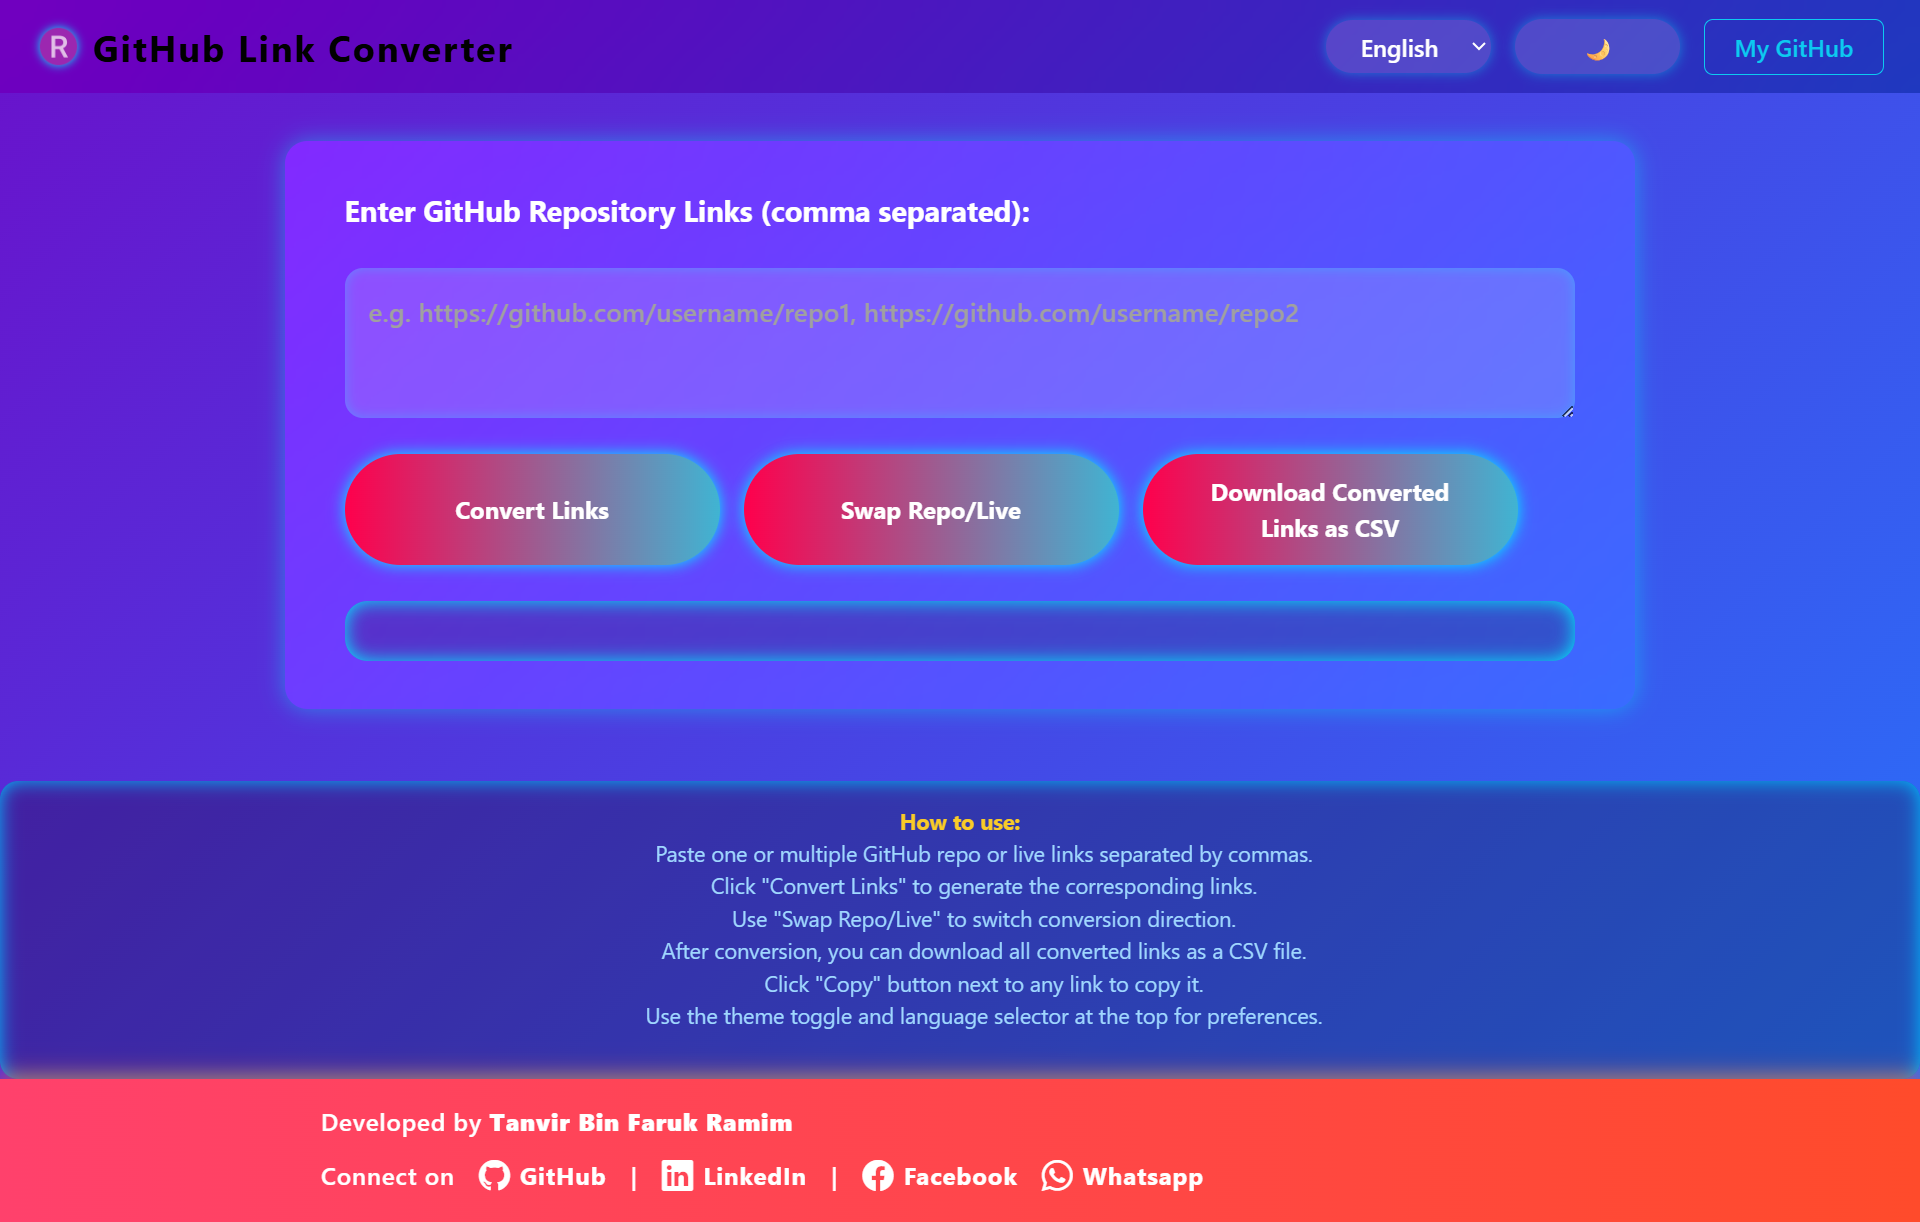 R GitHub Link Converter
English
My GitHub
Enter GitHub Repository Links (comma separated):
e.g. https://github.com/username/repo1, https://github.com/username/repo2
Convert Links
Swap Repo/Live
Download Converted
Links as CSV
How to use:
Paste one or multiple GitHub repo or live links separated by commas.
Click "Convert Links" to generate the corresponding links.
Use "Swap Repo/Live" to switch conversion direction.
After conversion, you can download all converted links as a CSV file.
Click "Copy" button next to any link to copy it.
Use the theme toggle and language selector at the top for preferences.
Developed by Tanvir Bin Faruk Ramim
Connect on GitHub | LinkedIn | Facebook Whatsapp